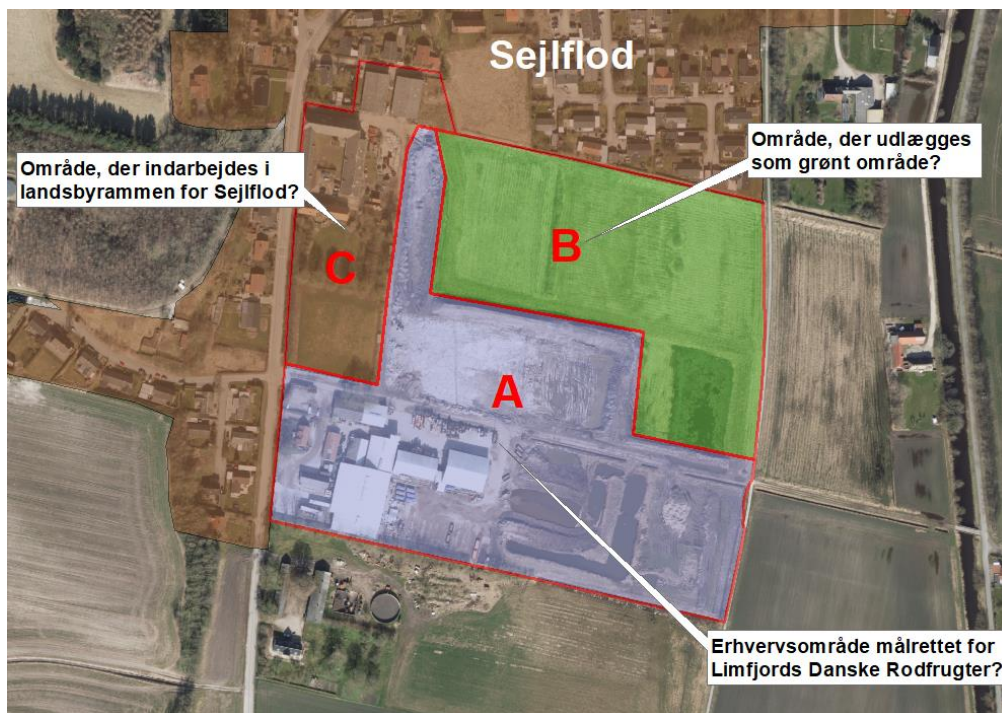 Sejlflod
Område, der udlægges
som grønt område?
Område, der indarbejdes i
landsbyrammen for Sejlflod?
B
C
A
Erhvervsområde målrettet for
Limfjords Danske Rodfrugter?